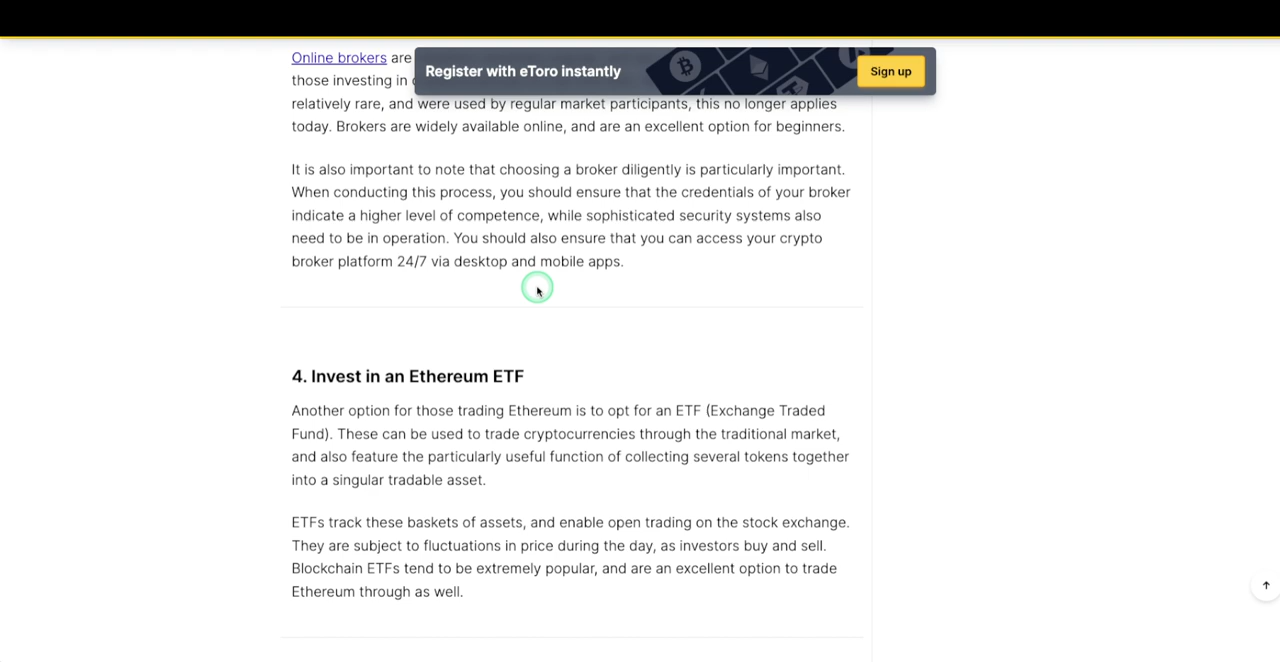 Online brokers are
Register with eToro instantly
Sign up
those investing in
relatively rare, and were used by regular market participants, this no longer applies
today. Brokers are widely available online, and are an excellent option for beginners.
It is also important to note that choosing a broker diligently is particularly important.
When conducting this process, you should ensure that the credentials of your broker
indicate a higher level of competence, while sophisticated security systems also
need to be in operation. You should also ensure that you can access your crypto
broker platform 24/7 via desktop and mobile apps.
4. Invest in an Ethereum ETF
Another option for those trading Ethereum is to opt for an ETF (Exchange Traded
Fund). These can be used to trade cryptocurrencies through the traditional market,
and also feature the particularly useful function of collecting several tokens together
into a singular tradable asset.
ETFs track these baskets of assets, and enable open trading on the stock exchange.
They are subject to fluctuations in price during the day, as investors buy and sell.
Blockchain ETFs tend to be extremely popular, and are an excellent option to trade
Ethereum through as well.